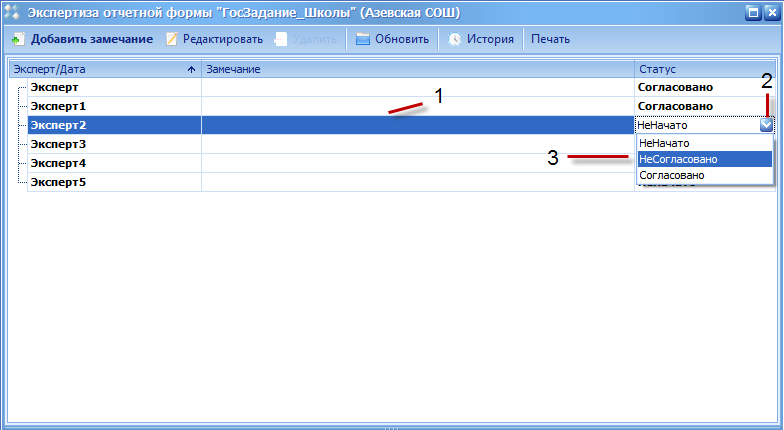 Экспертиза отчетной формы "ГосЗадание_Школы" (Азевская СОШ)
Добавить замечание Редактировать Удалить Обновить История Печать
Эксперт/Дата Замечание Статус
Эксперт Согласовано
Эксперт1 Согласовано
1 2
Эксперт2 НеНачато
Эксперт3 НеНачато
3 НеСогласовано
Эксперт4 Согласовано
Эксперт5